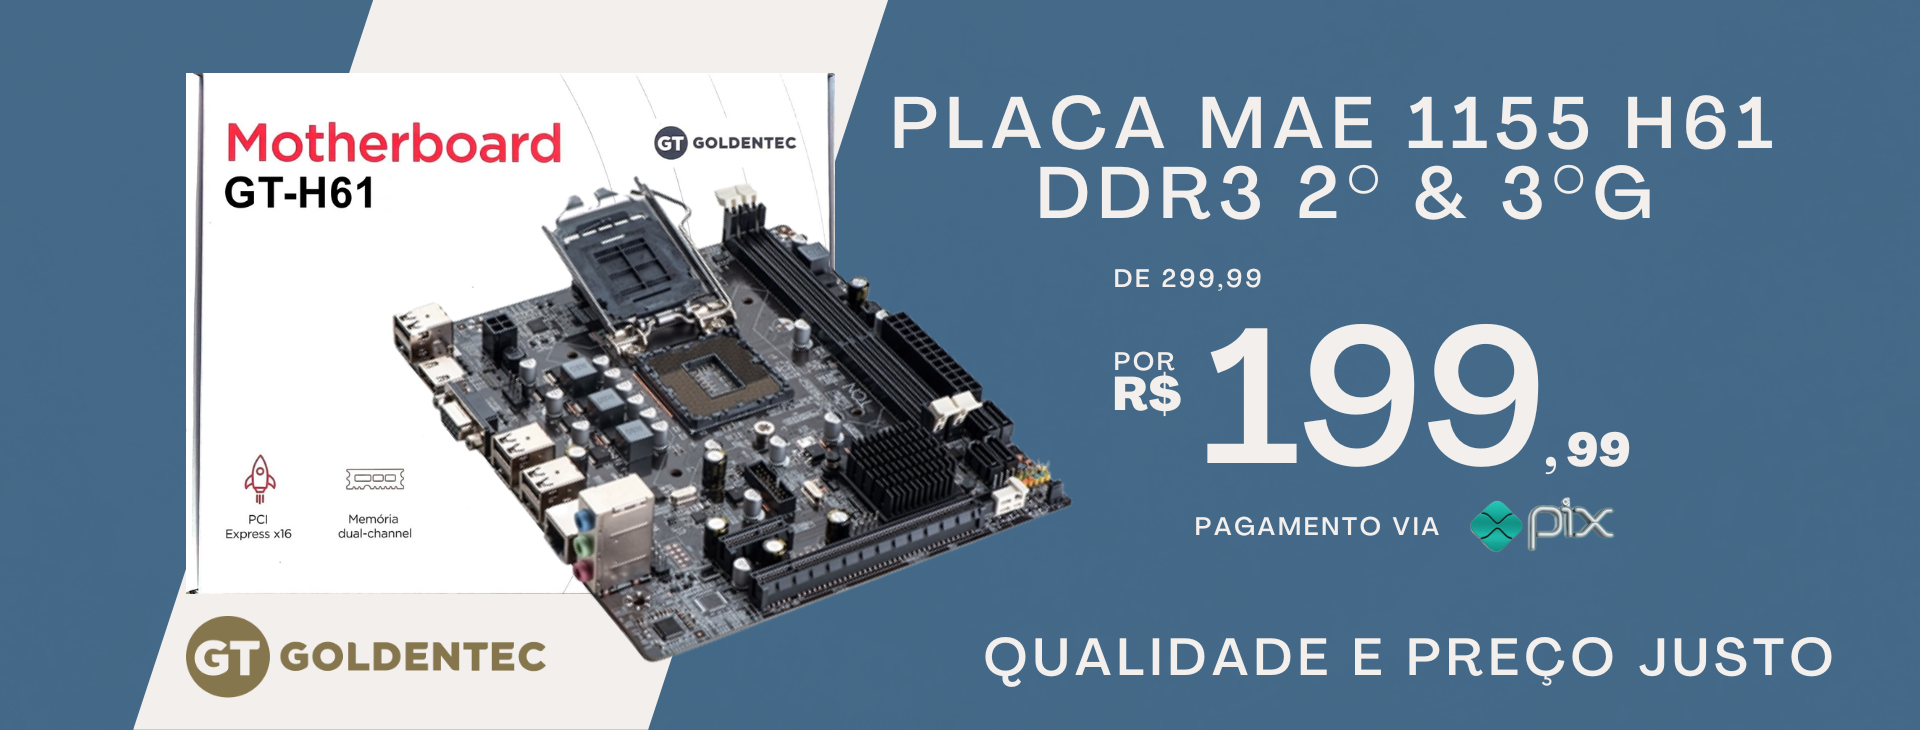 Motherboard
GT-H61
GT GOLDENTEC
PCI
Express x16
Memória
dual-channel
GT GOLDENTEC
PLACA MAE 1155 H61
DDR3 2° & 3°G
DE 299,99
POR
R$ 199,99
PAGAMENTO VIA pix
QUALIDADE E PREÇO JUSTO